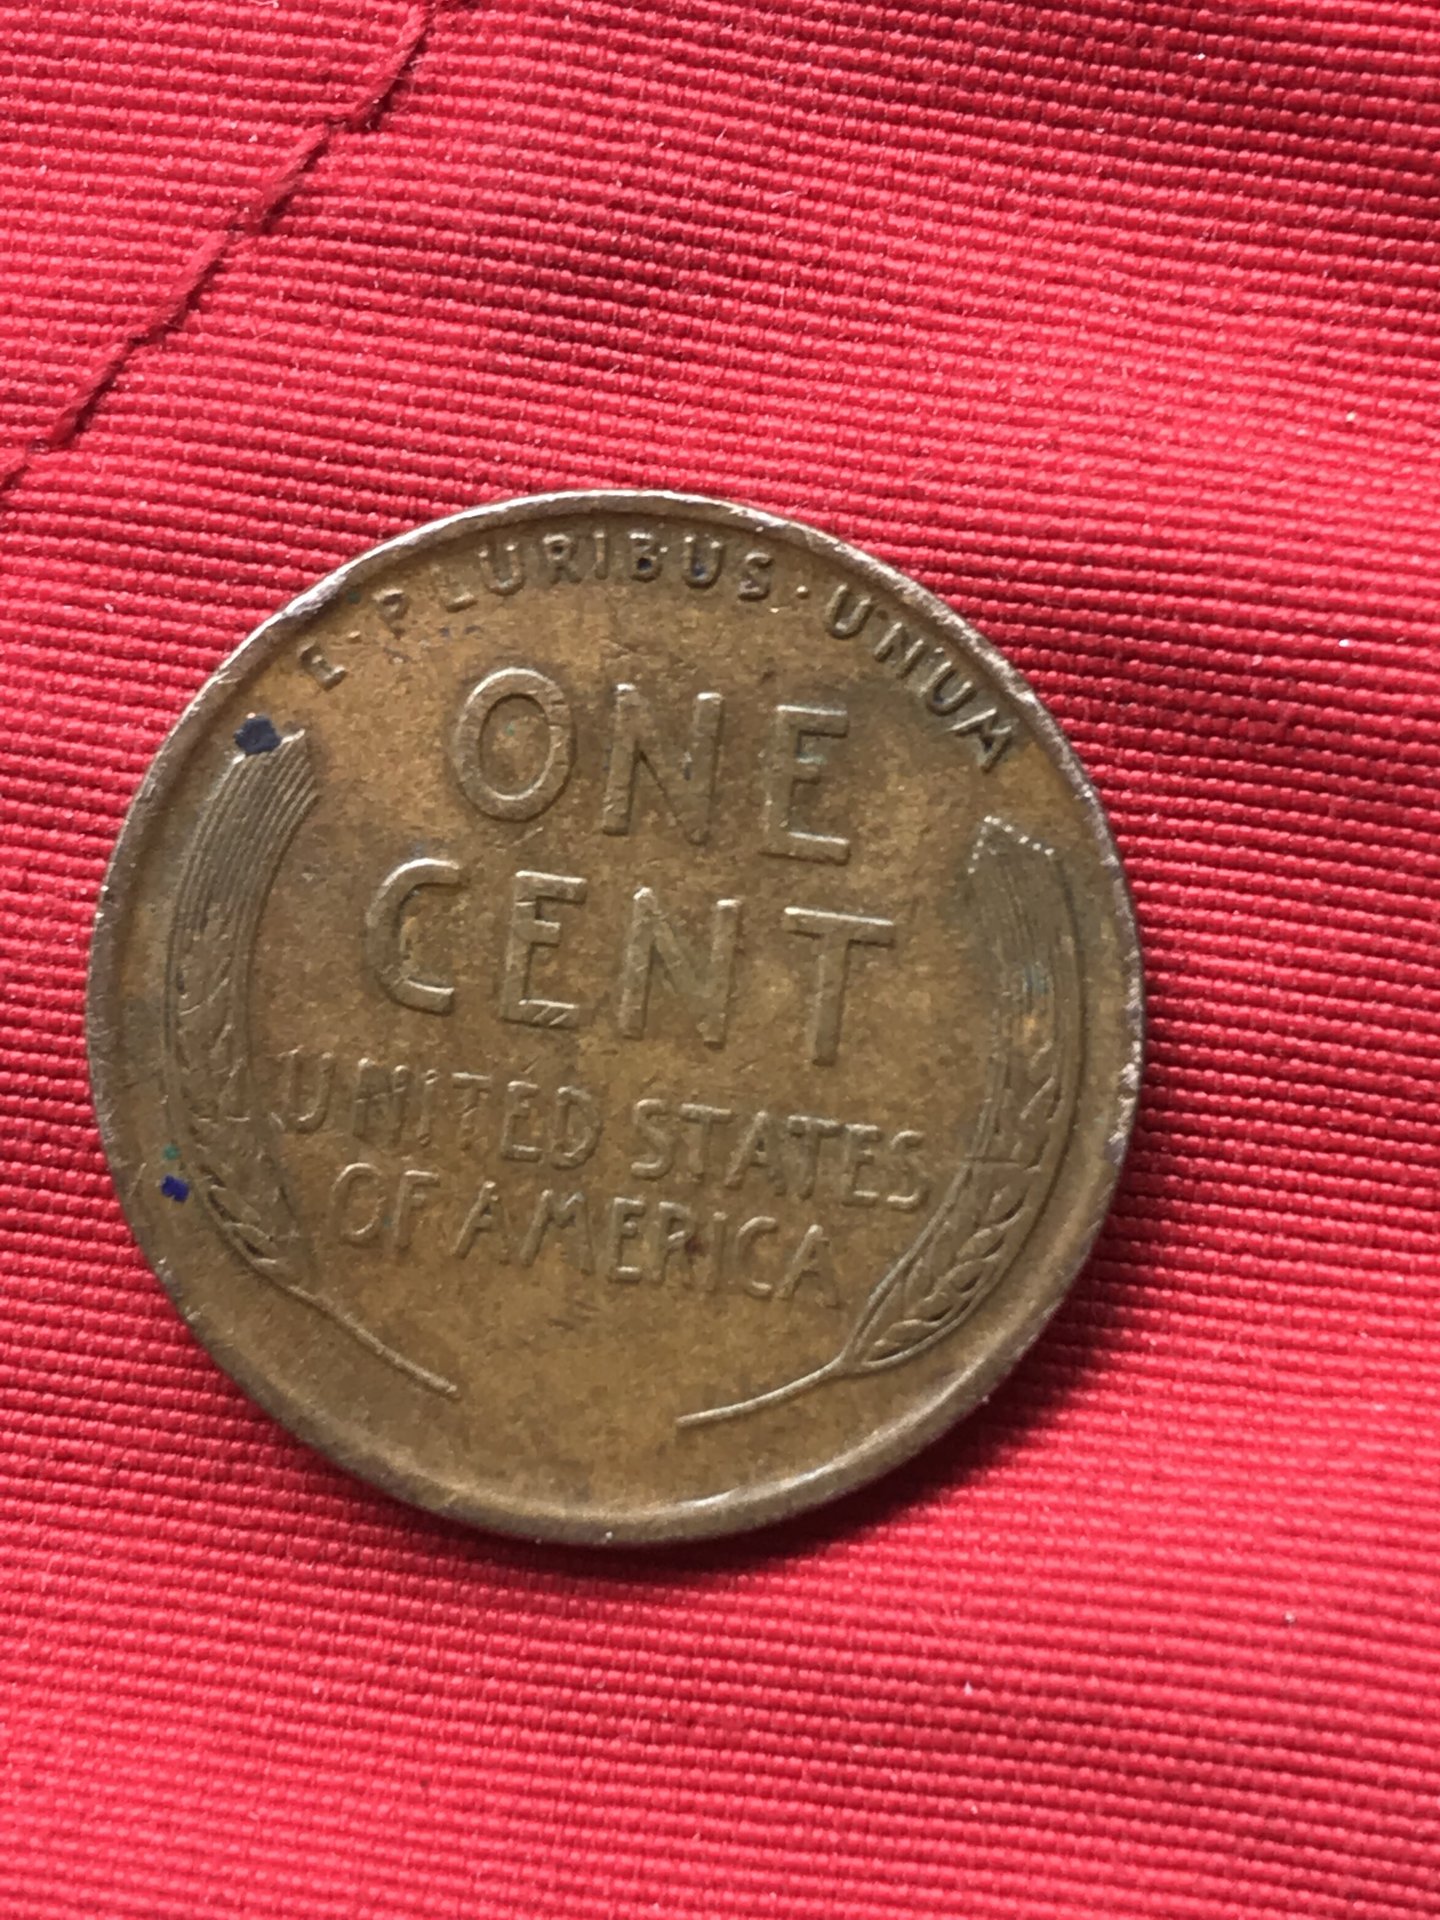 E·PLURIBUS·UNUM
ONE
CENT
UNITED STATES
OF AMERICA